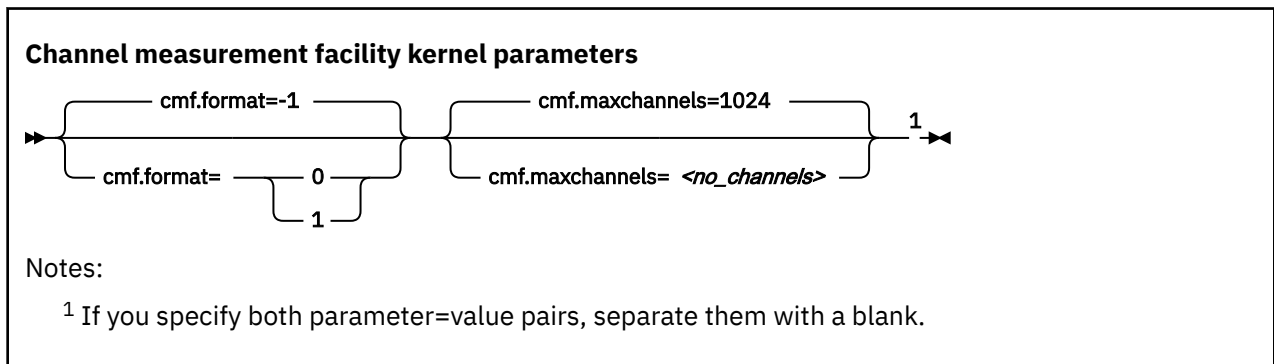 Channel measurement facility kernel parameters
cmf.format=-1 cmf.maxchannels=1024
1
cmf.format= 0 cmf.maxchannels= <no_channels>
1
Notes:
1 If you specify both parameter=value pairs, separate them with a blank.